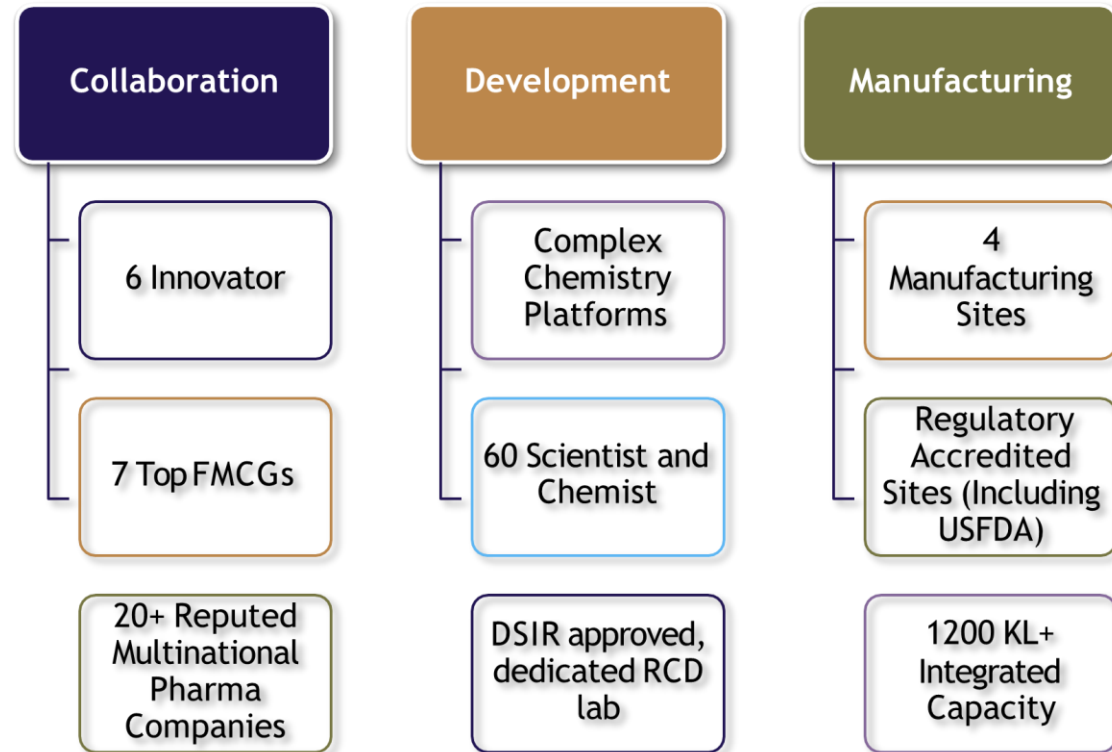 Collaboration
6 Innovator
7 Top FMCGs
20+ Reputed
Multinational
Pharma
Companies
Development
Complex
Chemistry
Platforms
60 Scientist and
Chemist
DSIR approved,
dedicated RCD
lab
Manufacturing
4
Manufacturing
Sites
Regulatory
Accredited
Sites (Including
USFDA)
1200 KL+
Integrated
Capacity